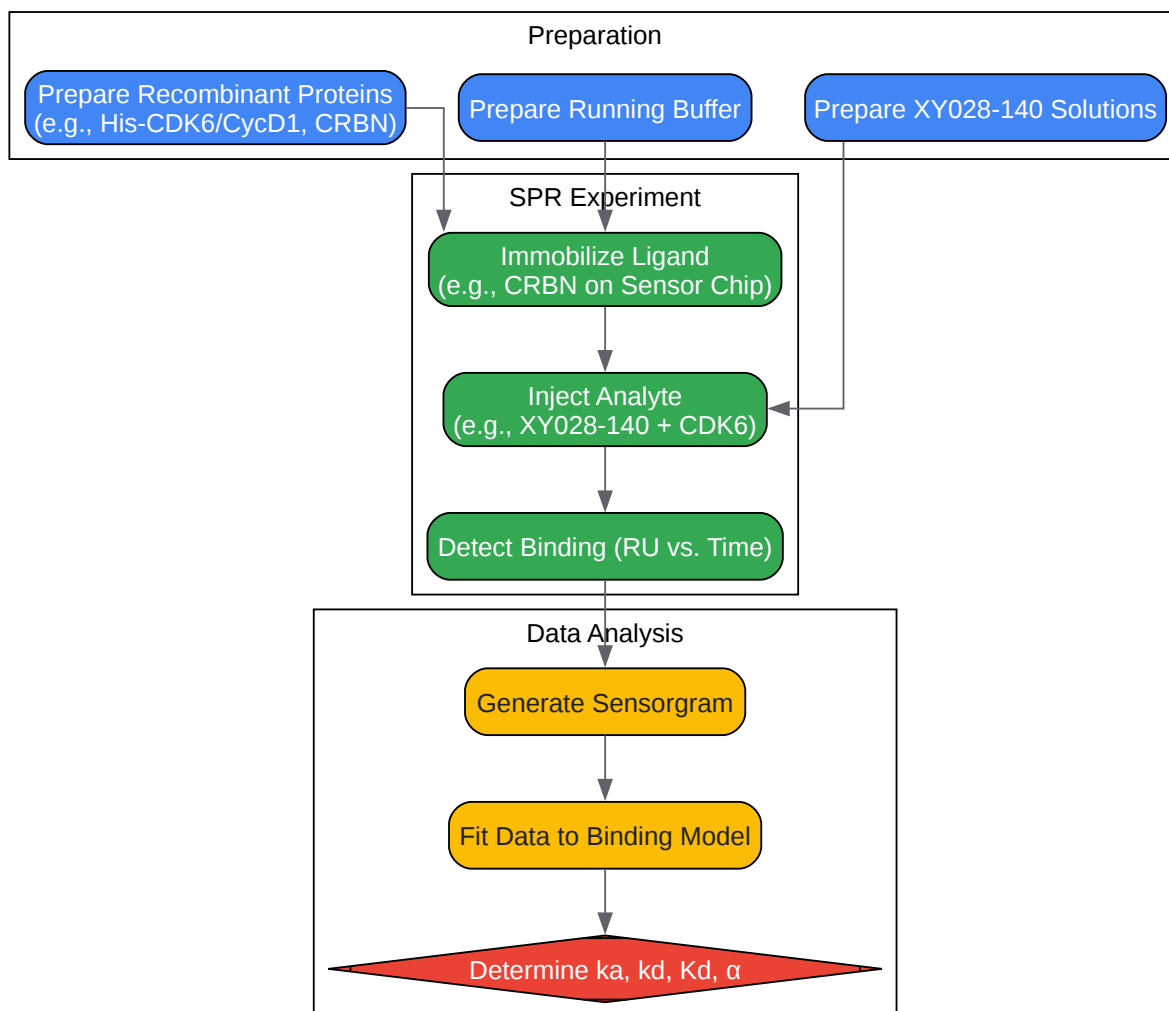 Preparation
Prepare Recombinant Proteins
(e.g., His-CDK6/CycD1, CRBN)
Prepare Running Buffer
Prepare XY028-140 Solutions
SPR Experiment
Immobilize Ligand
(e.g., CRBN on Sensor Chip)
Inject Analyte
(e.g., XY028-140 + CDK6)
Detect Binding (RU vs. Time)
Data Analysis
Generate Sensorgram
Fit Data to Binding Model
Determine ka, kd, Kd, α